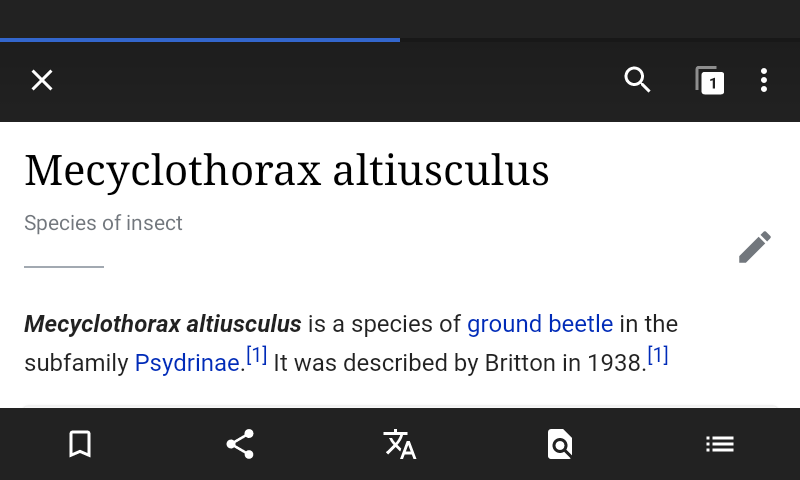 1
Mecyclothorax altiusculus
Species of insect
Mecyclothorax altiusculus is a species of ground beetle in the
subfamily Psydrinae.[1] It was described by Britton in 1938.[1]